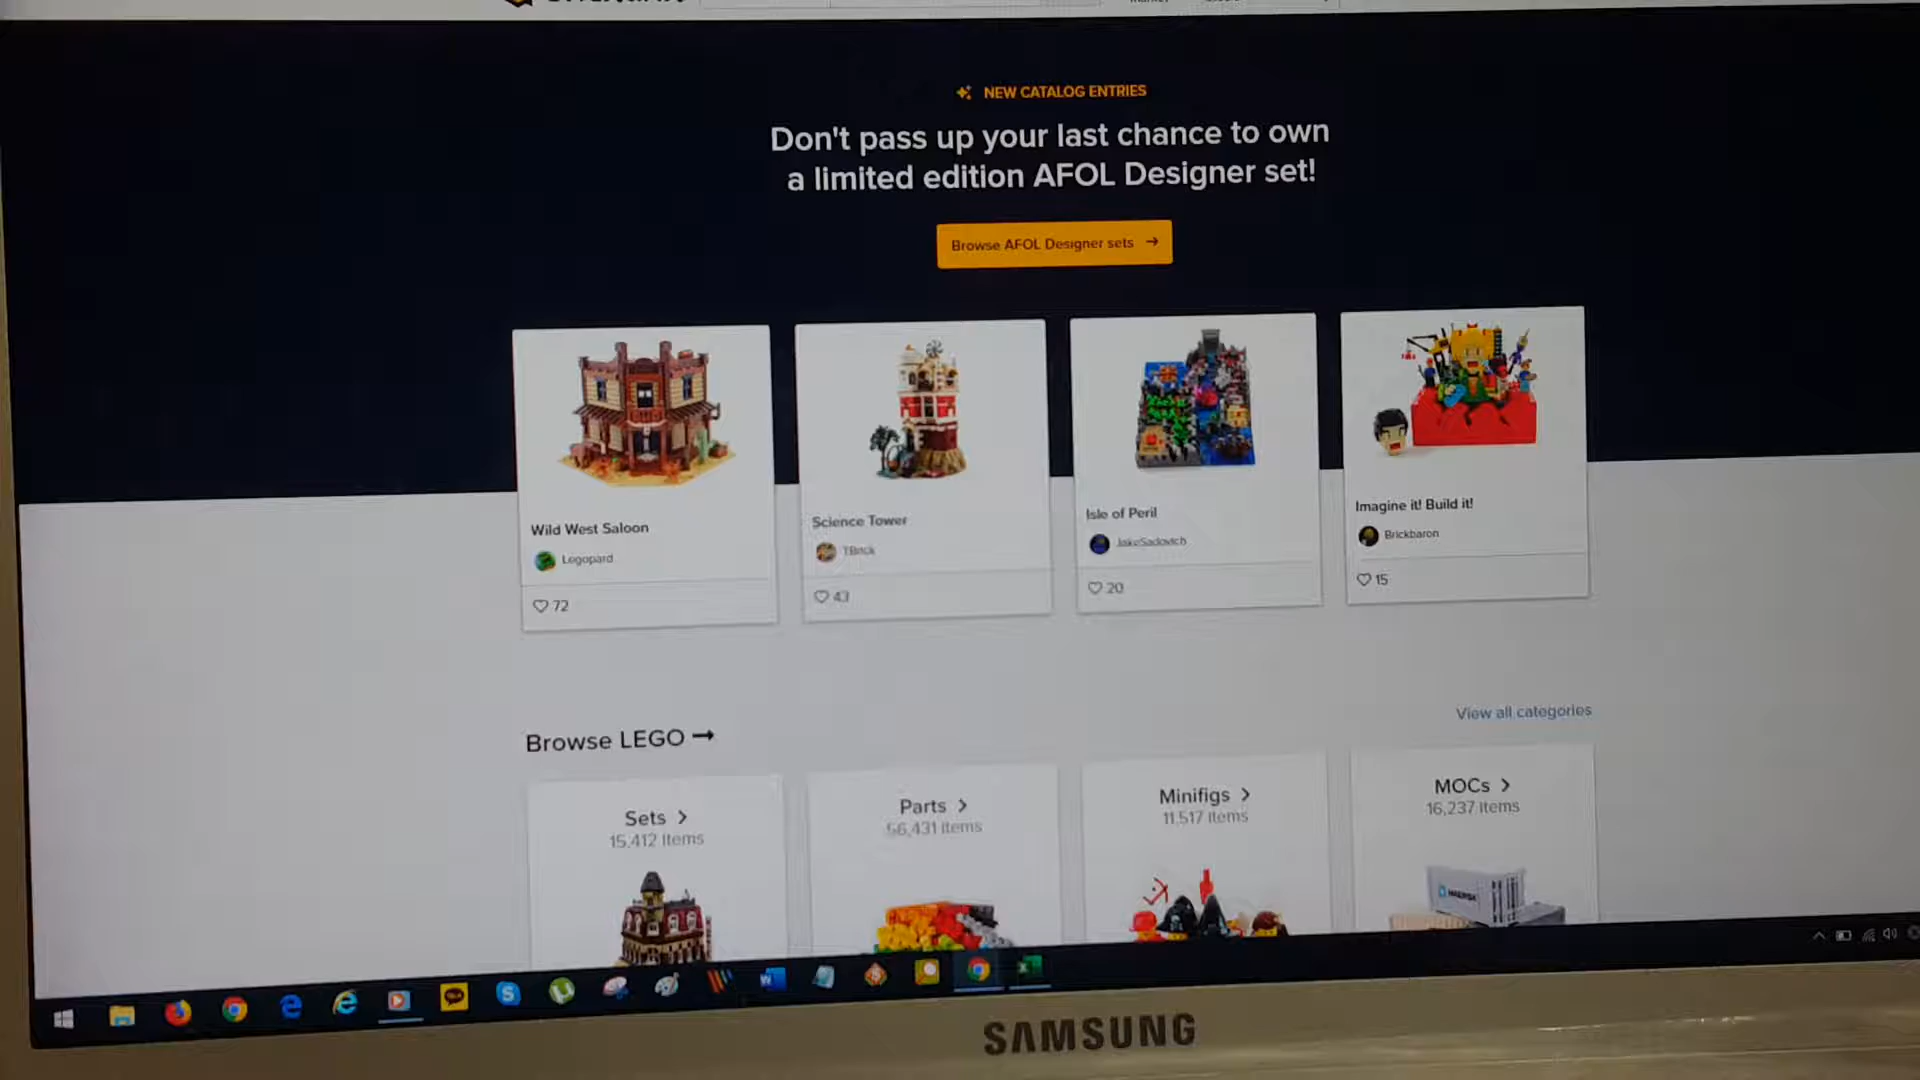 NEW CATALOG ENTRIES
Don't pass up your last chance to own
a limited edition AFOL Designer set!
Browse AFOL Designer sets →
Wild West Saloon
Legopard
72
Science Tower
TBrick
43
Isle of Peril
JakeSadovich
20
Imagine it! Build it!
Brickbaron
15
Browse LEGO →
View all categories
Sets >
15,412 Items
Parts >
56,431 Items
Minifigs >
11,517 Items
MOCs >
16,237 Items
MAERSK
SAMSUNG